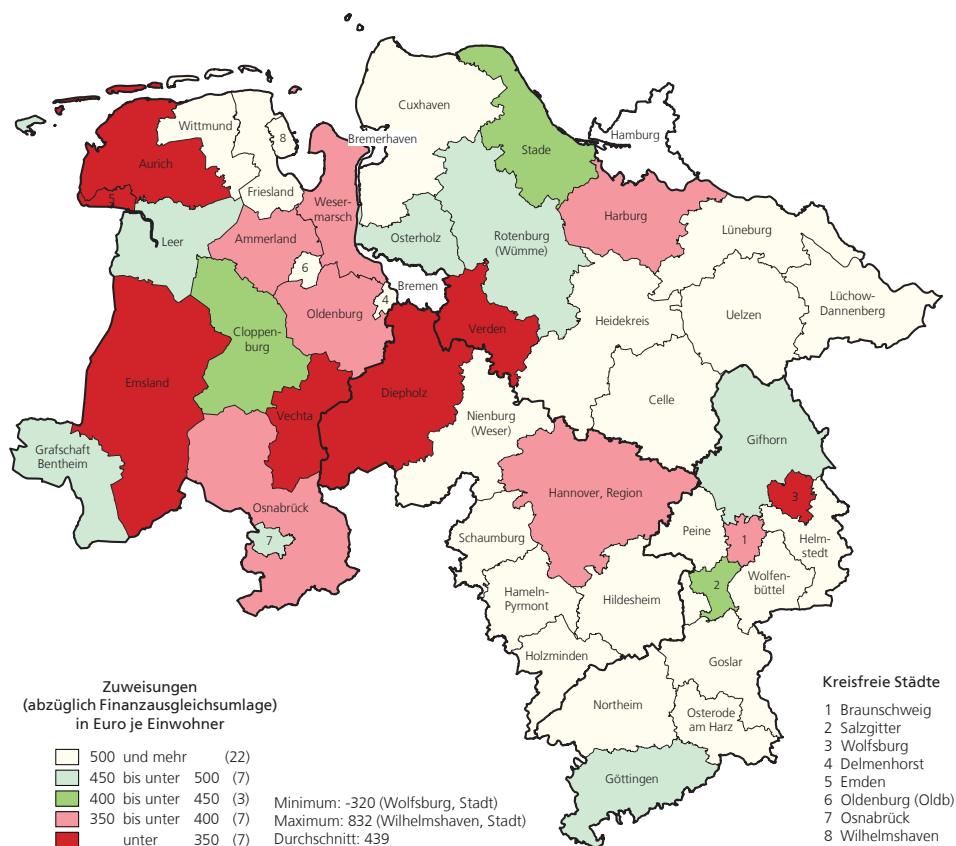 Cuxhaven
Hamburg
Wittmund
8
Bremerhaven
Stade
Aurich
Friesland
5
Weser-
marsch
Harburg
Lüneburg
Leer
Ammerland
Osterholz
Rotenburg
(Wümme)
6
Bremen
4
Lüchow-
Dannenberg
Oldenburg
Heidekreis
Uelzen
Verden
Cloppen-
burg
Emsland
Diepholz
Celle
Vechta
Nienburg
(Weser)
Gifhorn
Grafschaft
Bentheim
Hannover, Region
3
Osnabrück
Peine
Helm-
stedt
7
Schaumburg
1
Wolfen-
büttel
2
Hameln-
Pyrmont
Hildesheim
Holzminden
Goslar
Northeim
Osterode
am Harz
Göttingen
Zuweisungen
(abzüglich Finanzausgleichsumlage)
in Euro je Einwohner
500 und mehr (22)
450 bis unter 500 (7)
400 bis unter 450 (3)
350 bis unter 400 (7)
unter 350 (7)
Minimum: -320 (Wolfsburg, Stadt)
Maximum: 832 (Wilhelmshaven, Stadt)
Durchschnitt: 439
Kreisfreie Städte
1 Braunschweig
2 Salzgitter
3 Wolfsburg
4 Delmenhorst
5 Emden
6 Oldenburg (Oldb)
7 Osnabrück
8 Wilhelmshaven